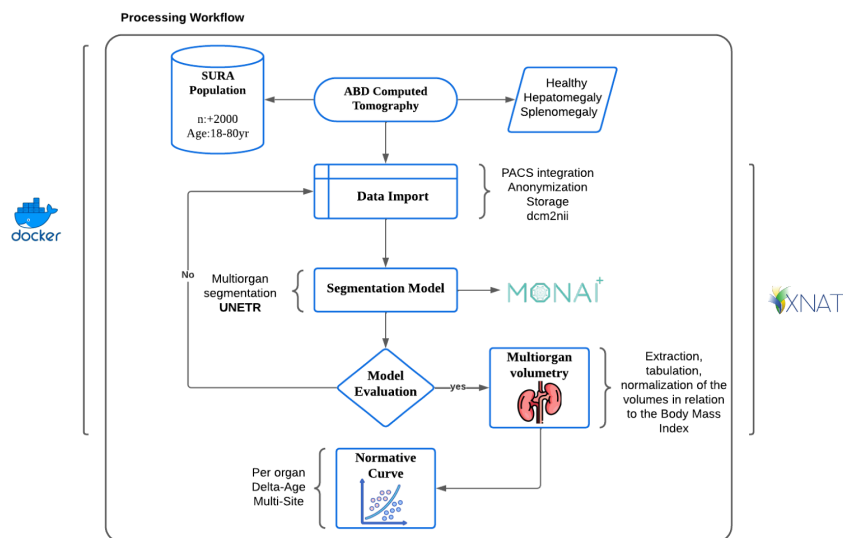 Processing Workflow
SURA
Population
n:+2000
Age:18-80yr
ABD Computed
Tomography
Healthy
Hepatomegaly
Splenomegaly
Data Import
PACS integration
Anonymization
Storage
dcm2nii
docker
No
Multiorgan
segmentation
UNETR
Segmentation Model
MONAI+
XNAT
Model
Evaluation
yes
Multiorgan
volumetry
Extraction,
tabulation,
normalization of the
volumes in relation
to the Body Mass
Index
Per organ
Delta-Age
Multi-Site
Normative
Curve